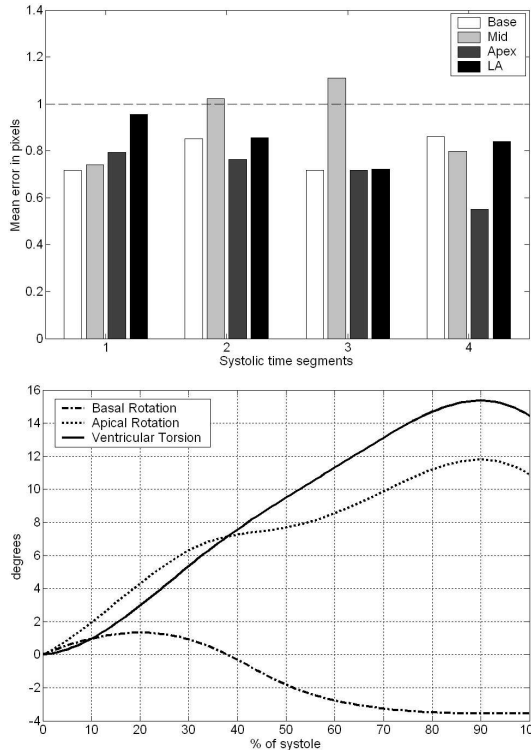 1.4
1.2
1
0.8
0.6
0.4
0.2
0
Mean error in pixels
Base
Mid
Apex
LA
1 2 3 4
Systolic time segments
16
14
12
10
8
6
4
2
0
-2
-4
degrees
Basal Rotation
Apical Rotation
Ventricular Torsion
0 10 20 30 40 50 60 70 80 90 100
% of systole